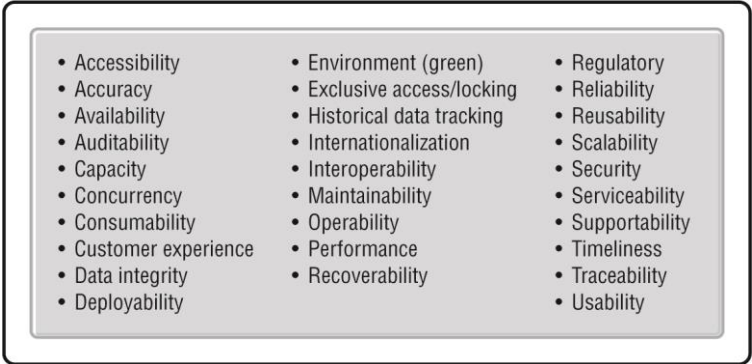 • Accessibility
• Accuracy
• Availability
• Auditability
• Capacity
• Concurrency
• Consumability
• Customer experience
• Data integrity
• Deployability
• Environment (green)
• Exclusive access/locking
• Historical data tracking
• Internationalization
• Interoperability
• Maintainability
• Operability
• Performance
• Recoverability
• Regulatory
• Reliability
• Reusability
• Scalability
• Security
• Serviceability
• Supportability
• Timeliness
• Traceability
• Usability